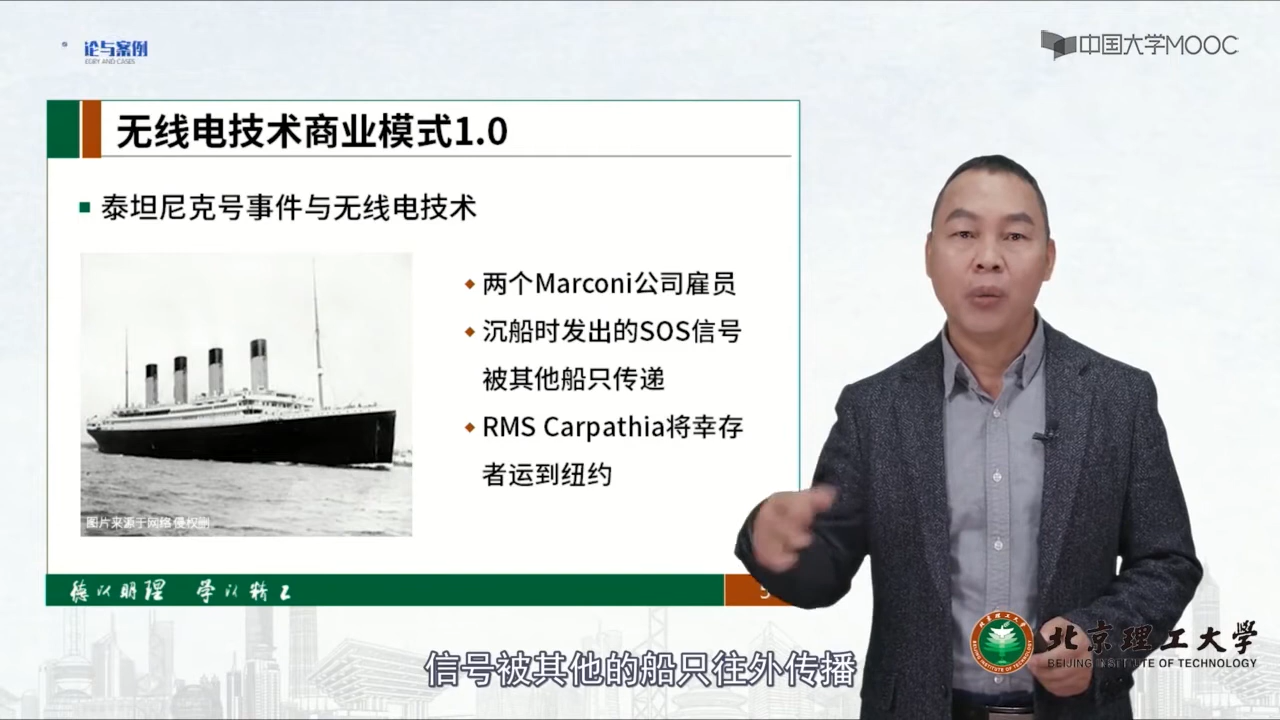 论与案例
中国大学MOOC
无线电技术商业模式1.0
泰坦尼克号事件与无线电技术
两个Marconi公司雇员
沉船时发出的SOS信号
被其他船只传递
RMS Carpathia将幸存
者运到纽约
图片来源于网络 侵权删
德以明理 学以精工
5
北京理工大学
BEIJING INSTITUTE OF TECHNOLOGY
信号被其他的船只往外传播